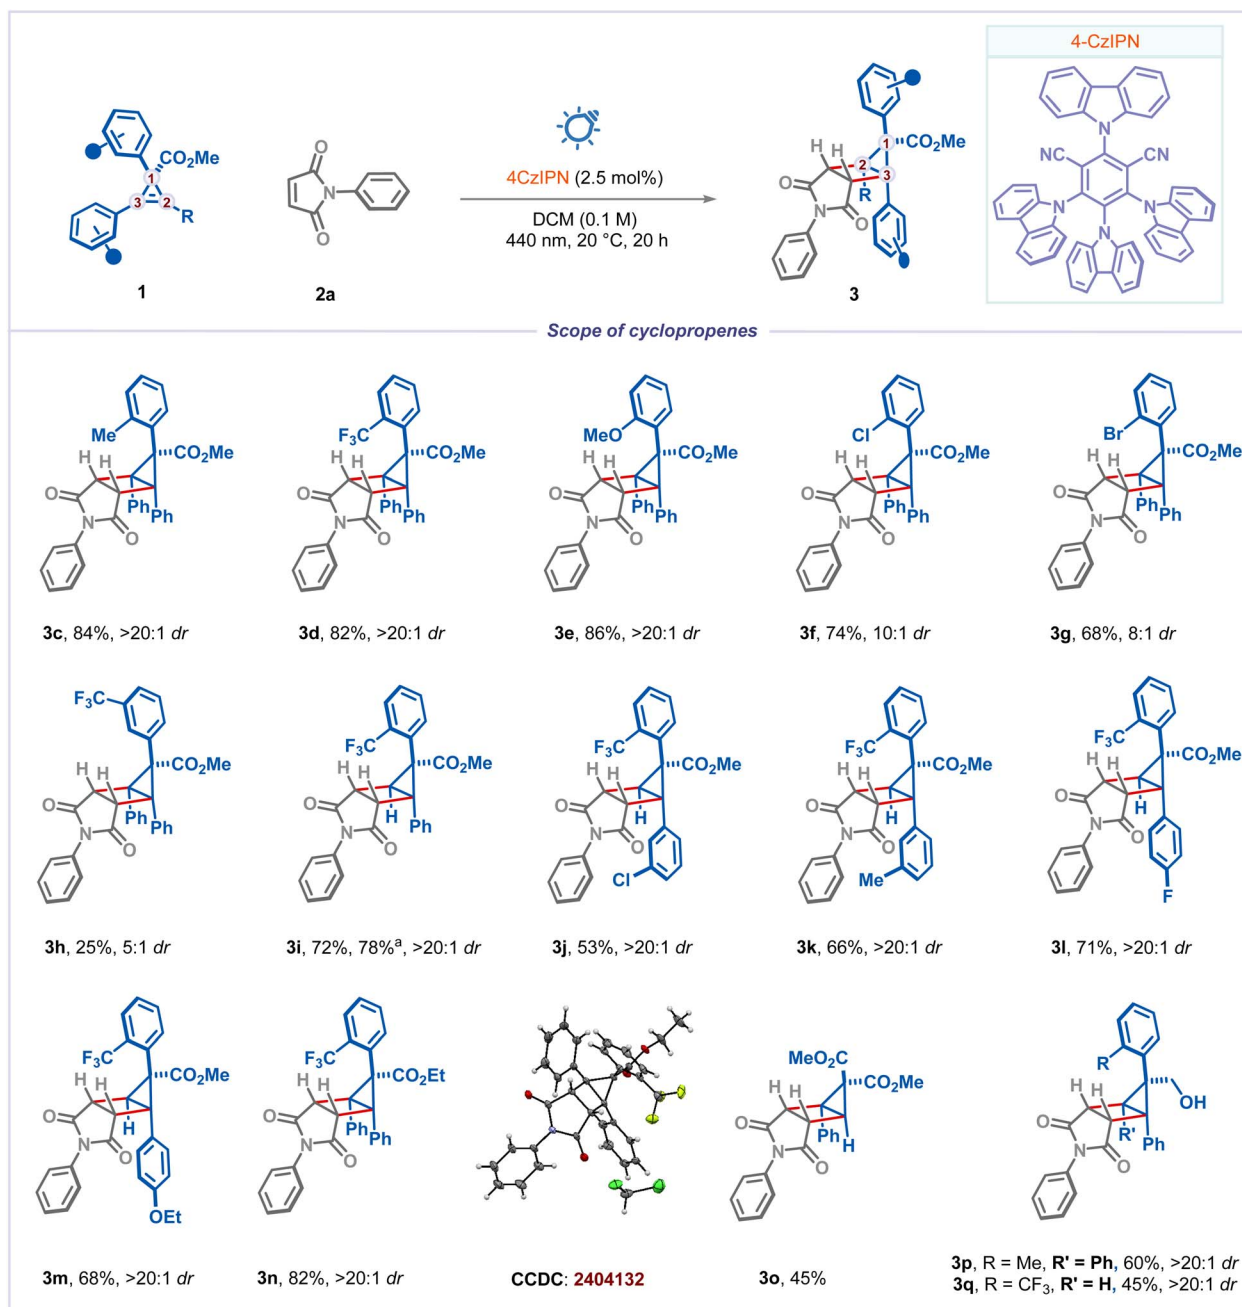 4-CzIPN
CO₂Me
1
3
2
R
1
O
N
O
2a
4CzIPN (2.5 mol%)
DCM (0.1 M)
440 nm, 20 °C, 20 h
H
H
1
CO₂Me
2
3
R
O
N
O
3
N
NC
CN
N
N
N
Scope of cyclopropenes
Me
CO₂Me
H
H
O
N
O
Ph
Ph
3c, 84%, >20:1 dr
F₃C
CO₂Me
H
H
O
N
O
Ph
Ph
3d, 82%, >20:1 dr
MeO
CO₂Me
H
H
O
N
O
Ph
Ph
3e, 86%, >20:1 dr
Cl
CO₂Me
H
H
O
N
O
Ph
Ph
3f, 74%, 10:1 dr
Br
CO₂Me
H
H
O
N
O
Ph
Ph
3g, 68%, 8:1 dr
F₃C
CO₂Me
H
H
O
N
O
Ph
Ph
3h, 25%, 5:1 dr
F₃C
CO₂Me
H
H
O
N
O
H
Ph
3i, 72%, 78%ᵃ, >20:1 dr
F₃C
CO₂Me
H
H
O
N
O
H
Cl
3j, 53%, >20:1 dr
F₃C
CO₂Me
H
H
O
N
O
H
Me
3k, 66%, >20:1 dr
F₃C
CO₂Me
H
H
O
N
O
H
F
3l, 71%, >20:1 dr
F₃C
CO₂Me
H
H
O
N
O
H
OEt
3m, 68%, >20:1 dr
F₃C
CO₂Et
H
H
O
N
O
Ph
Ph
3n, 82%, >20:1 dr
CCDC: 2404132
MeO₂C
CO₂Me
H
H
O
N
O
Ph
H
3o, 45%
R
OH
H
H
O
N
O
R'
Ph
3p, R = Me, R' = Ph, 60%, >20:1 dr
3q, R = CF₃, R' = H, 45%, >20:1 dr